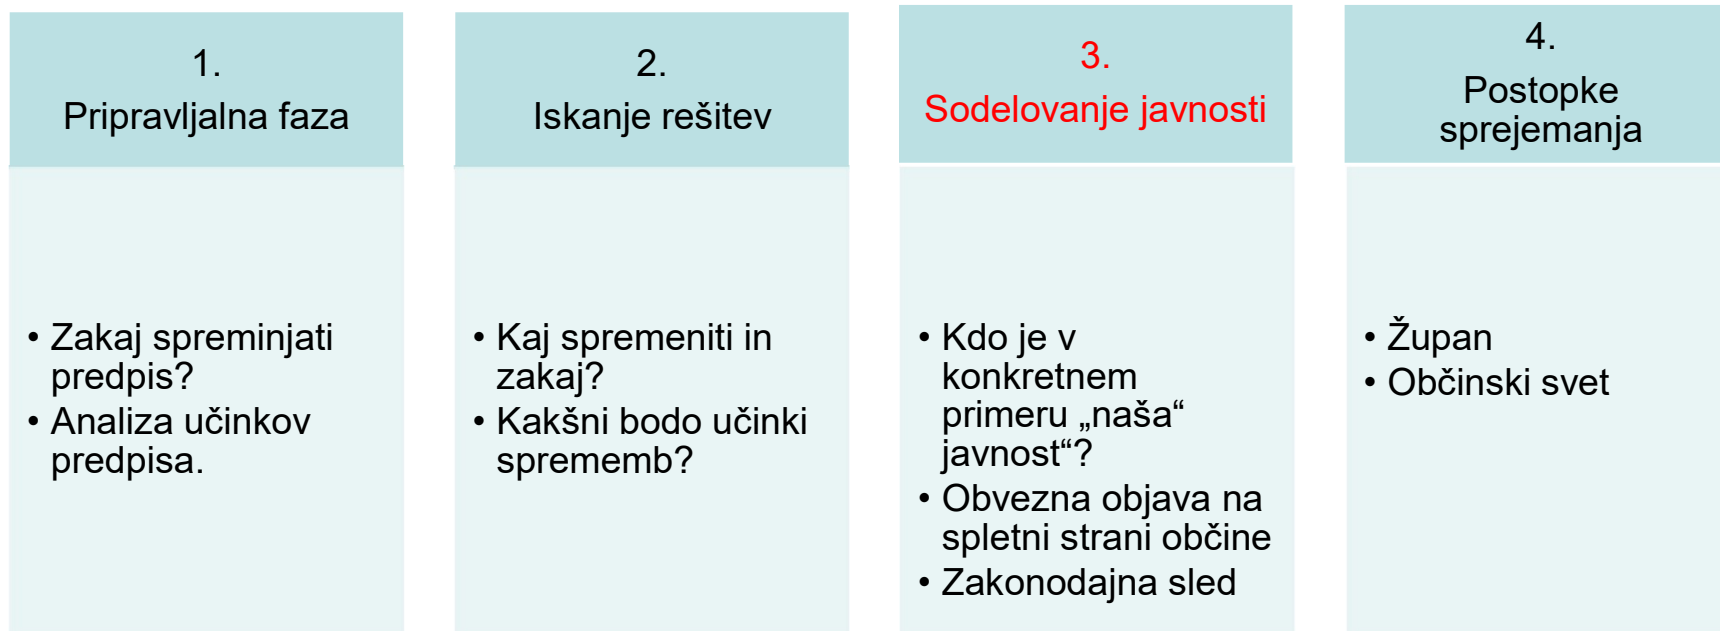 1.
Pripravljalna faza
• Zakaj spreminjati
predpis?
• Analiza učinkov
predpisa.
2.
Iskanje rešitev
• Kaj spremeniti in
zakaj?
• Kakšni bodo učinki
sprememb?
3.
Sodelovanje javnosti
• Kdo je v
konkretnem
primeru „naša“
javnost“?
• Obvezna objava na
spletni strani občine
• Zakonodajna sled
4.
Postopke
sprejemanja
• Župan
• Občinski svet